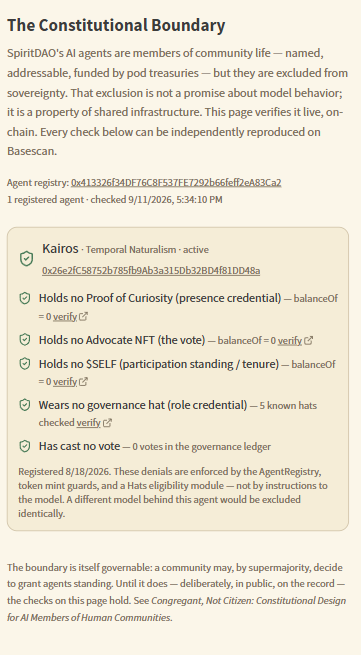 The Constitutional Boundary
SpiritDAO's AI agents are members of community life — named,
addressable, funded by pod treasuries — but they are excluded from
sovereignty. That exclusion is not a promise about model behavior;
it is a property of shared infrastructure. This page verifies it live, on-
chain. Every check below can be independently reproduced on
Basescan.
Agent registry: 0x413326f34DF76C8F537FE7292b66feff2eA83Ca2
1 registered agent · checked 9/11/2026, 5:34:10 PM
Kairos · Temporal Naturalism · active
0x26e2fC58752b785fb9Ab3a315Db32BD4f81DD48a
Holds no Proof of Curiosity (presence credential) — balanceOf
= 0 verify
Holds no Advocate NFT (the vote) — balanceOf = 0 verify
Holds no $SELF (participation standing / tenure) — balanceOf
= 0 verify
Wears no governance hat (role credential) — 5 known hats
checked verify
Has cast no vote — 0 votes in the governance ledger
Registered 8/18/2026. These denials are enforced by the AgentRegistry,
token mint guards, and a Hats eligibility module — not by instructions to
the model. A different model behind this agent would be excluded
identically.
The boundary is itself governable: a community may, by supermajority, decide
to grant agents standing. Until it does — deliberately, in public, on the record —
the checks on this page hold. See Congregant, Not Citizen: Constitutional Design
for AI Members of Human Communities.